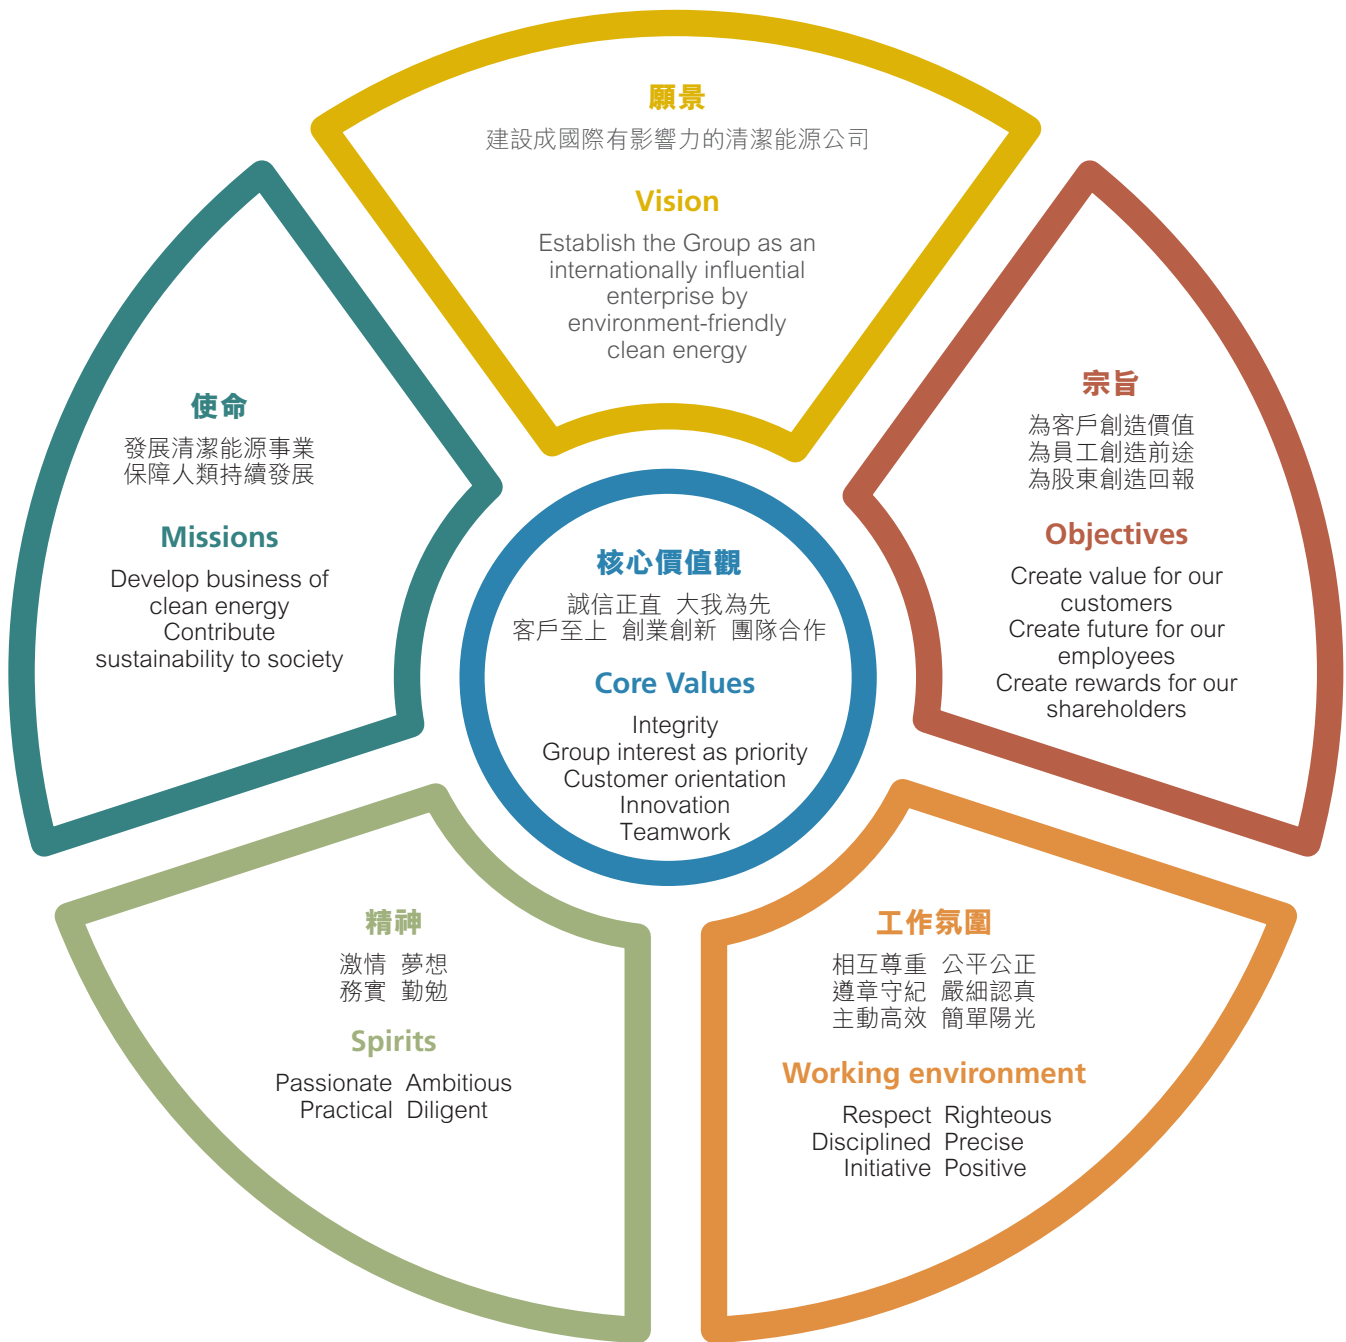 願景
建設成國際有影響力的清潔能源公司
Vision
Establish the Group as an
internationally influential
enterprise by
environment-friendly
clean energy
使命
發展清潔能源事業
保障人類持續發展
Missions
Develop business of
clean energy
Contribute
sustainability to society
宗旨
為客戶創造價值
為員工創造前途
為股東創造回報
Objectives
Create value for our
customers
Create future for our
employees
Create rewards for our
shareholders
核心價值觀
誠信正直 大我為先
客戶至上 創業創新 團隊合作
Core Values
Integrity
Group interest as priority
Customer orientation
Innovation
Teamwork
精神
激情 夢想
務實 勤勉
Spirits
Passionate Ambitious
Practical Diligent
工作氛圍
相互尊重 公平公正
遵章守紀 嚴細認真
主動高效 簡單陽光
Working environment
Respect Righteous
Disciplined Precise
Initiative Positive